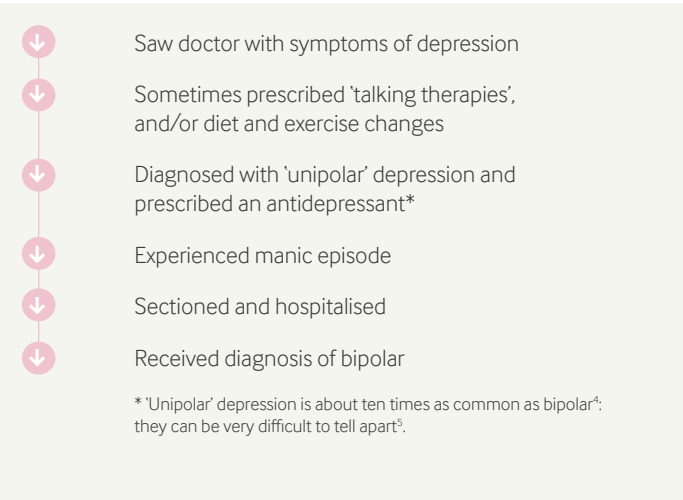 Saw doctor with symptoms of depression
Sometimes prescribed ‘talking therapies’,
and/or diet and exercise changes
Diagnosed with ‘unipolar’ depression and
prescribed an antidepressant*
Experienced manic episode
Sectioned and hospitalised
Received diagnosis of bipolar
* ‘Unipolar’ depression is about ten times as common as bipolar⁴:
they can be very difficult to tell apart⁵.